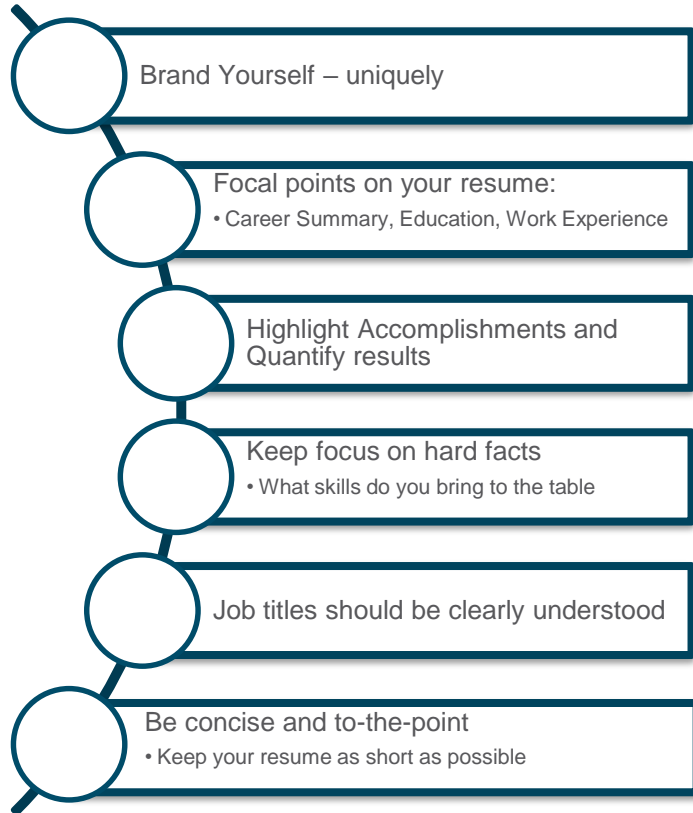 Brand Yourself – uniquely
Focal points on your resume:
• Career Summary, Education, Work Experience
Highlight Accomplishments and
Quantify results
Keep focus on hard facts
• What skills do you bring to the table
Job titles should be clearly understood
Be concise and to-the-point
• Keep your resume as short as possible